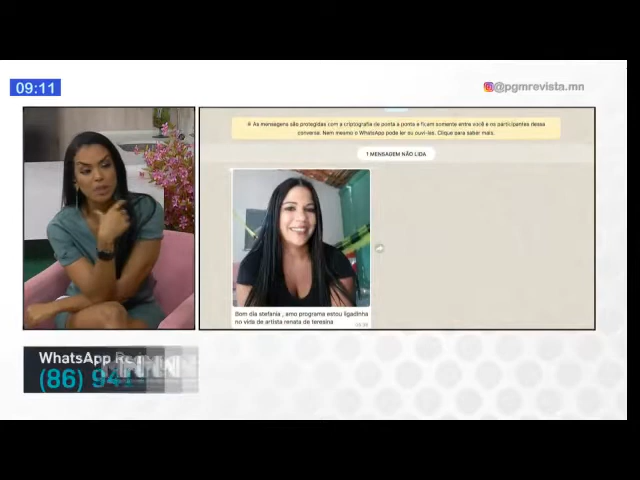 09:11
@pgmrevista.mn
As mensagens são protegidas com a criptografia de ponta a ponta e ficam somente entre você e os participantes dessa
conversa. Nem mesmo o WhatsApp pode ler ou ouvi-las. Clique para saber mais.
1 MENSAGEM NÃO LIDA
Bom dia stefania , amo programa estou ligadinha
no vida de artista renata de teresina
WhatsApp
(86)